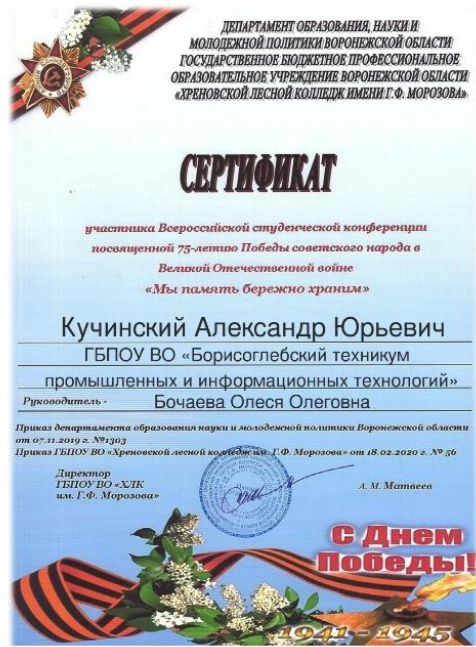 ДЕПАРТАМЕНТ ОБРАЗОВАНИЯ, НАУКИ И
МОЛОДЕЖНОЙ ПОЛИТИКИ ВОРОНЕЖСКОЙ ОБЛАСТИ
ГОСУДАРСТВЕННОЕ БЮДЖЕТНОЕ ПРОФЕССИОНАЛЬНОЕ
ОБРАЗОВАТЕЛЬНОЕ УЧРЕЖДЕНИЕ ВОРОНЕЖСКОЙ ОБЛАСТИ
«ХРЕНОВСКОЙ ЛЕСНОЙ КОЛЛЕДЖ ИМЕНИ Г.Ф. МОРОЗОВА»
СЕРТИФИКАТ
участника Всероссийской студенческой конференции
посвященной 75-летию Победы советского народа в
Великой Отечественной войне
«Мы память бережно храним»
Кучинский Александр Юрьевич
ГБПОУ ВО «Борисоглебский техникум
промышленных и информационных технологий»
Руководитель - Бочаева Олеся Олеговна
Приказ департамента образования науки и молодежной политики Воронежской области
от 07.11.2019 г. №1303
Приказ ГБПОУ ВО «Хреновской лесной колледж им. Г.Ф. Морозова» от 18.02.2020 г. № 56
Директор
ГБПОУ ВО «ХЛК
им. Г.Ф. Морозова»
А. М. Матвеев
С Днем
Победы!
1941 - 1945